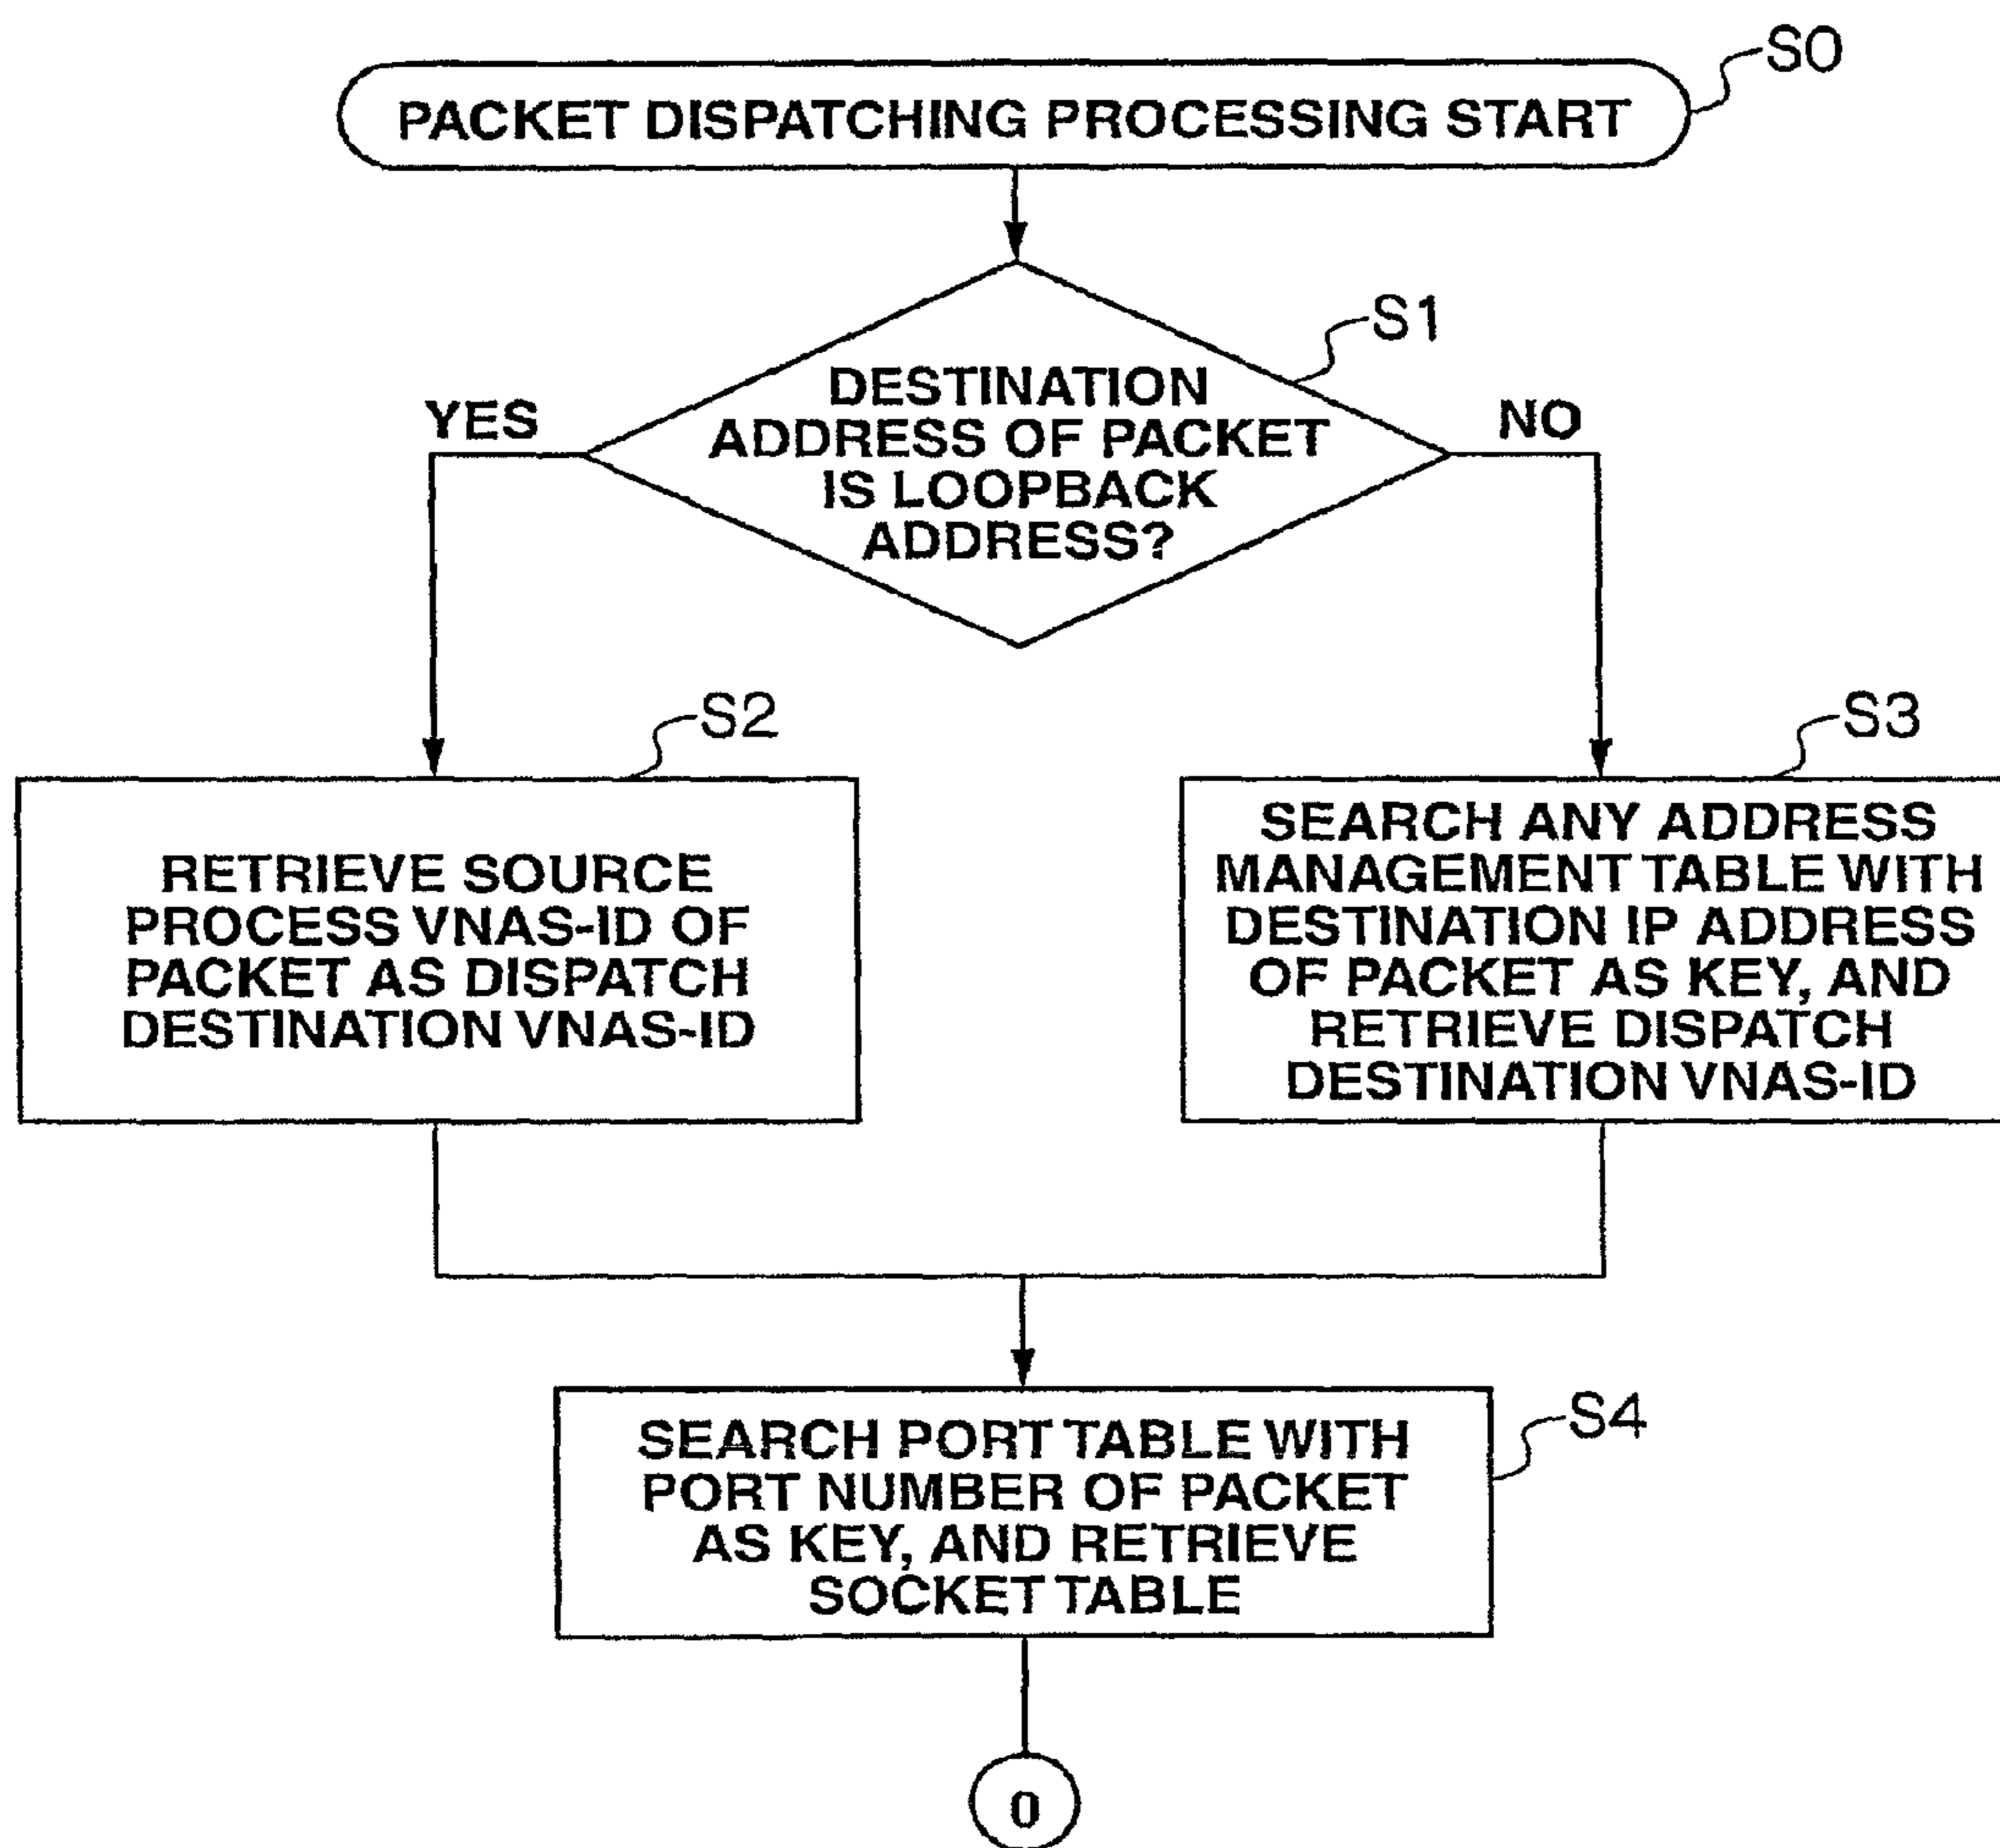 S0
PACKET DISPATCHING PROCESSING START
S1
DESTINATION
ADDRESS OF PACKET
IS LOOPBACK
ADDRESS?
YES
NO
S2
RETRIEVE SOURCE
PROCESS VNAS-ID OF
PACKET AS DISPATCH
DESTINATION VNAS-ID
S3
SEARCH ANY ADDRESS
MANAGEMENT TABLE WITH
DESTINATION IP ADDRESS
OF PACKET AS KEY, AND
RETRIEVE DISPATCH
DESTINATION VNAS-ID
S4
SEARCH PORT TABLE WITH
PORT NUMBER OF PACKET
AS KEY, AND RETRIEVE
SOCKET TABLE
0